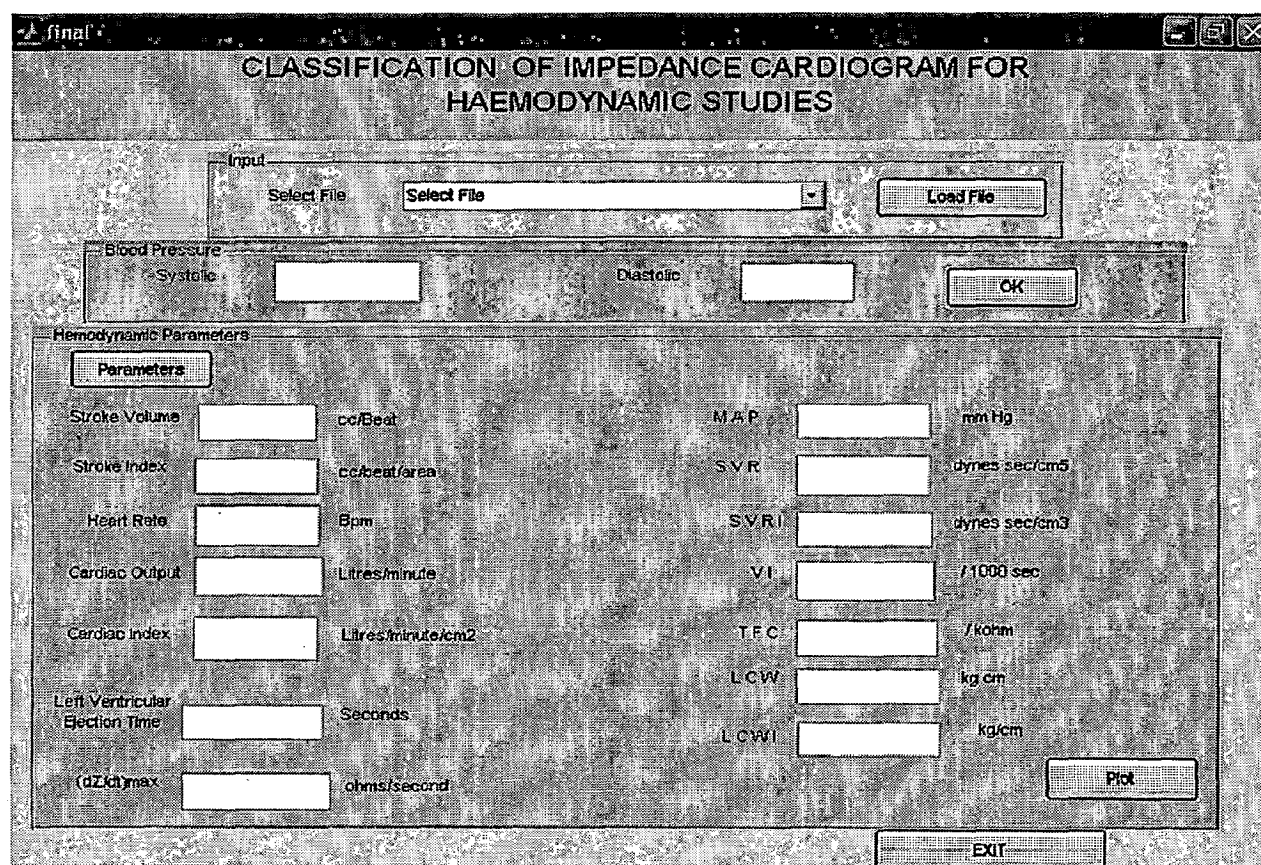 final
CLASSIFICATION OF IMPEDANCE CARDIOGRAM FOR
HAEMODYNAMIC STUDIES
Input
Select File
Select File
Load File
Blood Pressure
Systolic
Diastolic
OK
Hemodynamic Parameters
Parameters
Stroke Volume cc/Beat
Stroke Index cc/beat/area
Heart Rate Bpm
Cardiac Output Litres/minute
Cardiac Index Litres/minute/cm2
Left Ventricular
Ejection Time Seconds
(dZ/dt)max ohms/second
M A P mm Hg
S V R dynes sec/cm5
S V R I dynes sec/cm3
V I / 1000 sec
T F C / kohm
L C W kg cm
L C W I kg/cm
Plot
EXIT